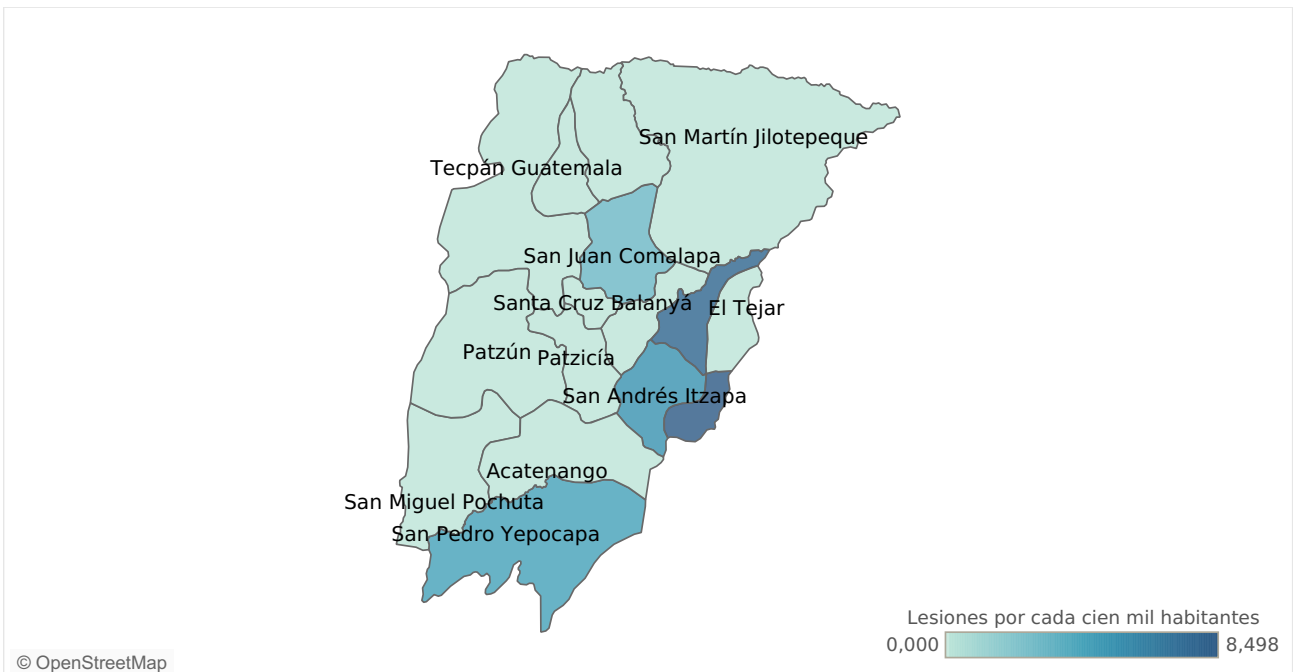 San Martín Jilotepeque
Tecpán Guatemala
San Juan Comalapa
Santa Cruz Balanyá
El Tejar
Patzún
Patzicía
San Andrés Itzapa
Acatenango
San Miguel Pochuta
San Pedro Yepocapa
Lesiones por cada cien mil habitantes
0,000
8,498
© OpenStreetMap